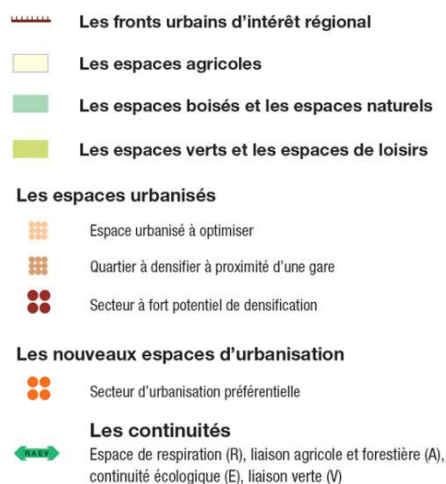 Les fronts urbains d'intérêt régional
Les espaces agricoles
Les espaces boisés et les espaces naturels
Les espaces verts et les espaces de loisirs
Les espaces urbanisés
Espace urbanisé à optimiser
Quartier à densifier à proximité d'une gare
Secteur à fort potentiel de densification
Les nouveaux espaces d'urbanisation
Secteur d'urbanisation préférentielle
Les continuités
R A E V
Espace de respiration (R), liaison agricole et forestière (A),
continuité écologique (E), liaison verte (V)